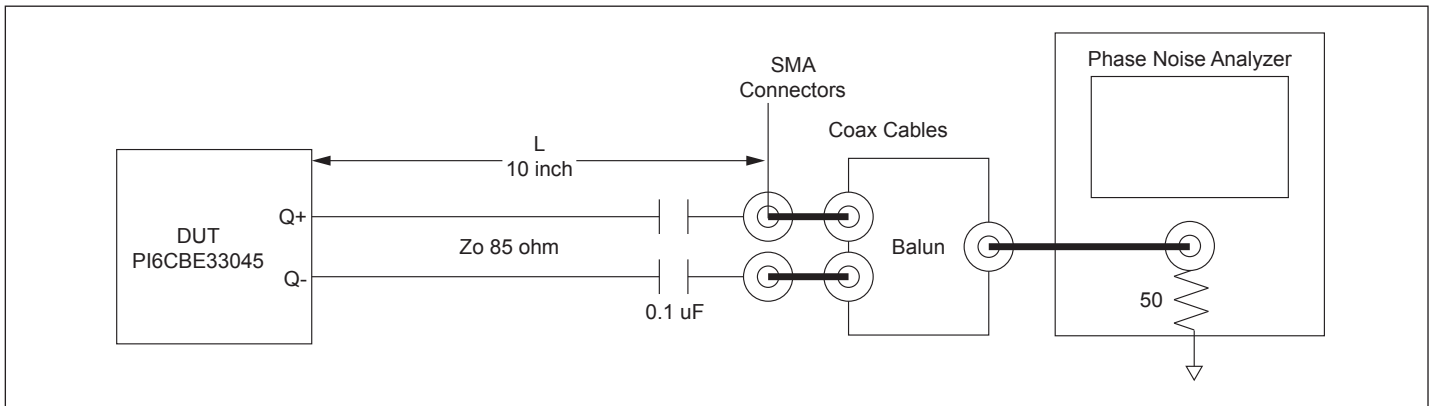 Phase Noise Analyzer
SMA
Connectors
Coax Cables
L
10 inch
Q+
DUT
PI6CBE33045
Zo 85 ohm
Balun
Q-
0.1 uF
50